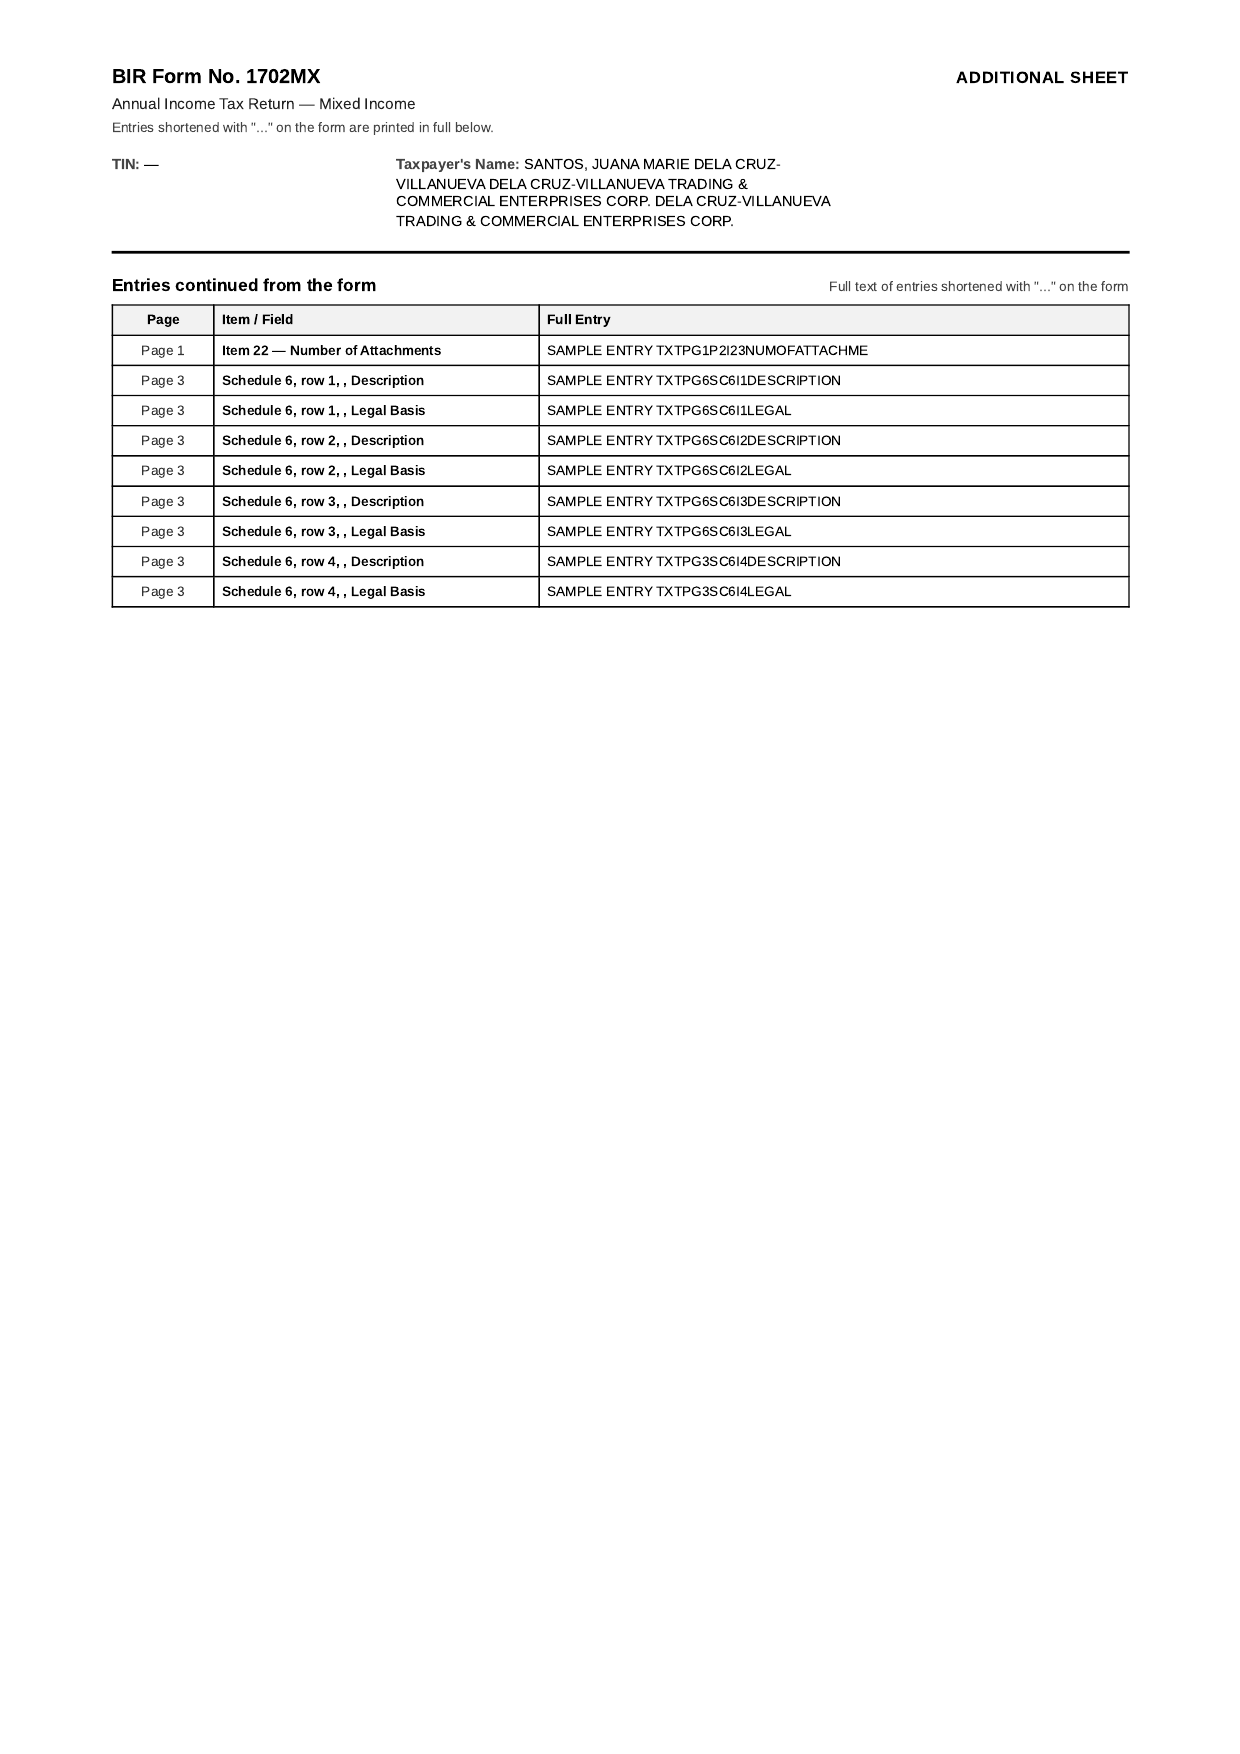 BIR Form No. 1702MX
ADDITIONAL SHEET
Annual Income Tax Return — Mixed Income
Entries shortened with "..." on the form are printed in full below.
TIN: —
Taxpayer's Name: SANTOS, JUANA MARIE DELA CRUZ-
VILLANUEVA DELA CRUZ-VILLANUEVA TRADING &
COMMERCIAL ENTERPRISES CORP. DELA CRUZ-VILLANUEVA
TRADING & COMMERCIAL ENTERPRISES CORP.
Entries continued from the form
Full text of entries shortened with "..." on the form
Page Item / Field Full Entry
Page 1 Item 22 — Number of Attachments SAMPLE ENTRY TXTPG1P2I23NUMOFATTACHME
Page 3 Schedule 6, row 1, , Description SAMPLE ENTRY TXTPG6SC6I1DESCRIPTION
Page 3 Schedule 6, row 1, , Legal Basis SAMPLE ENTRY TXTPG6SC6I1LEGAL
Page 3 Schedule 6, row 2, , Description SAMPLE ENTRY TXTPG6SC6I2DESCRIPTION
Page 3 Schedule 6, row 2, , Legal Basis SAMPLE ENTRY TXTPG6SC6I2LEGAL
Page 3 Schedule 6, row 3, , Description SAMPLE ENTRY TXTPG6SC6I3DESCRIPTION
Page 3 Schedule 6, row 3, , Legal Basis SAMPLE ENTRY TXTPG6SC6I3LEGAL
Page 3 Schedule 6, row 4, , Description SAMPLE ENTRY TXTPG3SC6I4DESCRIPTION
Page 3 Schedule 6, row 4, , Legal Basis SAMPLE ENTRY TXTPG3SC6I4LEGAL